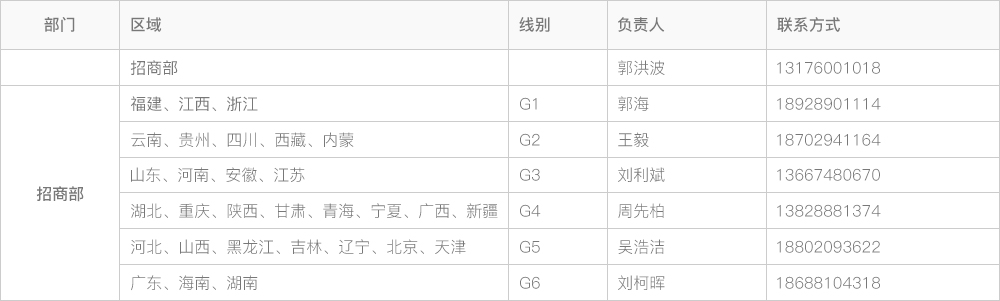 部门 区域 线别 负责人 联系方式
招商部 郭洪波 13176001018
福建、江西、浙江 G1 郭海 18928901114
云南、贵州、四川、西藏、内蒙 G2 王毅 18702941164
山东、河南、安徽、江苏 G3 刘利斌 13667480670
招商部
湖北、重庆、陕西、甘肃、青海、宁夏、广西、新疆 G4 周先柏 13828881374
河北、山西、黑龙江、吉林、辽宁、北京、天津 G5 吴浩洁 18802093622
广东、海南、湖南 G6 刘柯晖 18688104318